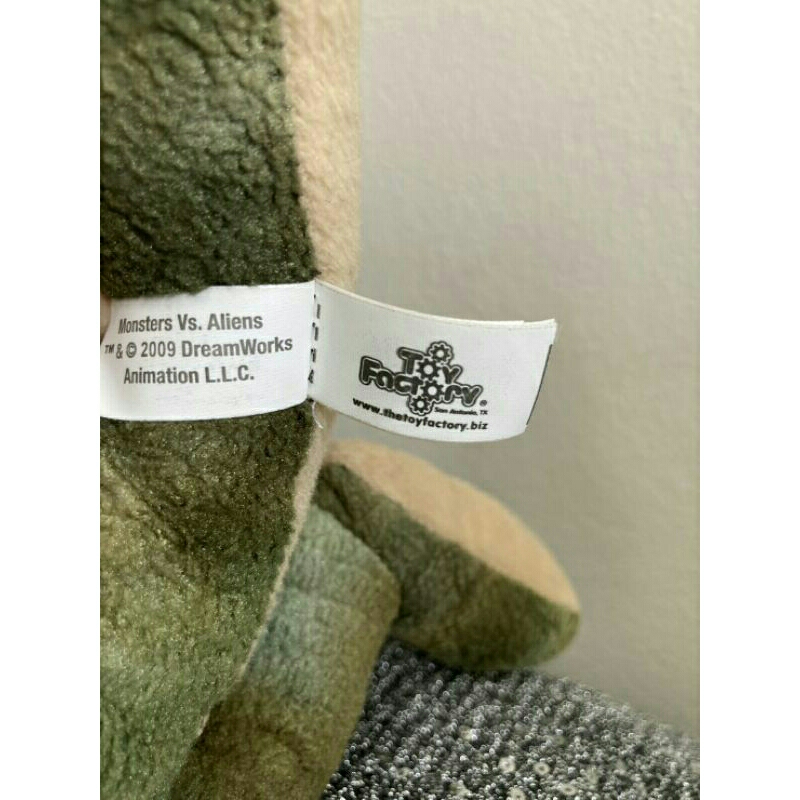 Monsters Vs. Aliens
™ & © 2009 DreamWorks
Animation L.L.C.
Toy
Factory®
San Antonio, TX
www.thetoyfactory.biz